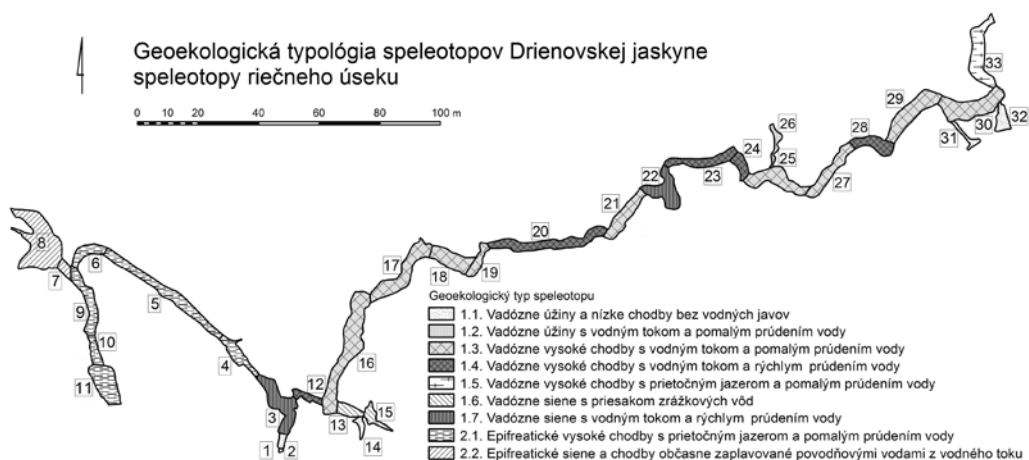 Geoekologická typológia speleotopov Drienovskej jaskyne
speleotopy riečneho úseku
0 10 20 40 60 80 100 m
33
29
32
30
31
26
28
24
25
22
23
27
21
20
8
7
6
17
18
19
9
5
10
4
11
16
12
3
13
15
14
1
2
Geoekologický typ speleotopu
1.1. Vadózne úžiny a nízke chodby bez vodných javov
1.2. Vadózne úžiny s vodným tokom a pomalým prúdením vody
1.3. Vadózne vysoké chodby s vodným tokom a pomalým prúdením vody
1.4. Vadózne vysoké chodby s vodným tokom a rýchlym prúdením vody
1.5. Vadózne vysoké chodby s prietočným jazerom a pomalým prúdením vody
1.6. Vadózne siene s priesakom zrážkových vôd
1.7. Vadózne siene s vodným tokom a rýchlym prúdením vody
2.1. Epifreatické vysoké chodby s prietočným jazerom a pomalým prúdením vody
2.2. Epifreatické siene a chodby občasne zaplavované povodňovými vodami z vodného toku